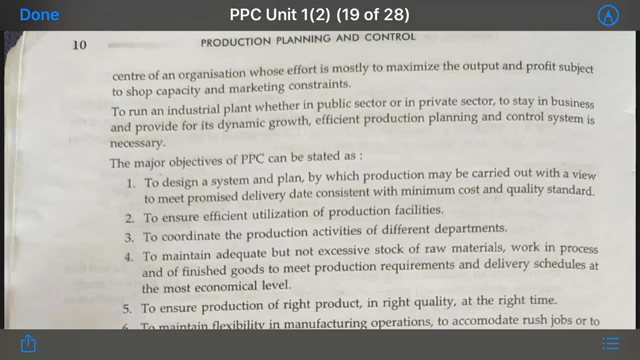 Done
PPC Unit 1(2) (19 of 28)
10
PRODUCTION PLANNING AND CONTROL
centre of an organisation whose effort is mostly to maximize the output and profit subject
to shop capacity and marketing constraints.
To run an industrial plant whether in public sector or in private sector, to stay in business
and provide for its dynamic growth, efficient production planning and control system is
necessary.
The major objectives of PPC can be stated as :
1. To design a system and plan, by which production may be carried out with a view
to meet promised delivery date consistent with minimum cost and quality standard.
2. To ensure efficient utilization of production facilities.
3. To coordinate the production activities of different departments.
4. To maintain adequate but not excessive stock of raw materials, work in process
and of finished goods to meet production requirements and delivery schedules at
the most economical level.
5. To ensure production of right product, in right quality, at the right time.
6. To maintain flexibility in manufacturing operations, to accomodate rush jobs or to